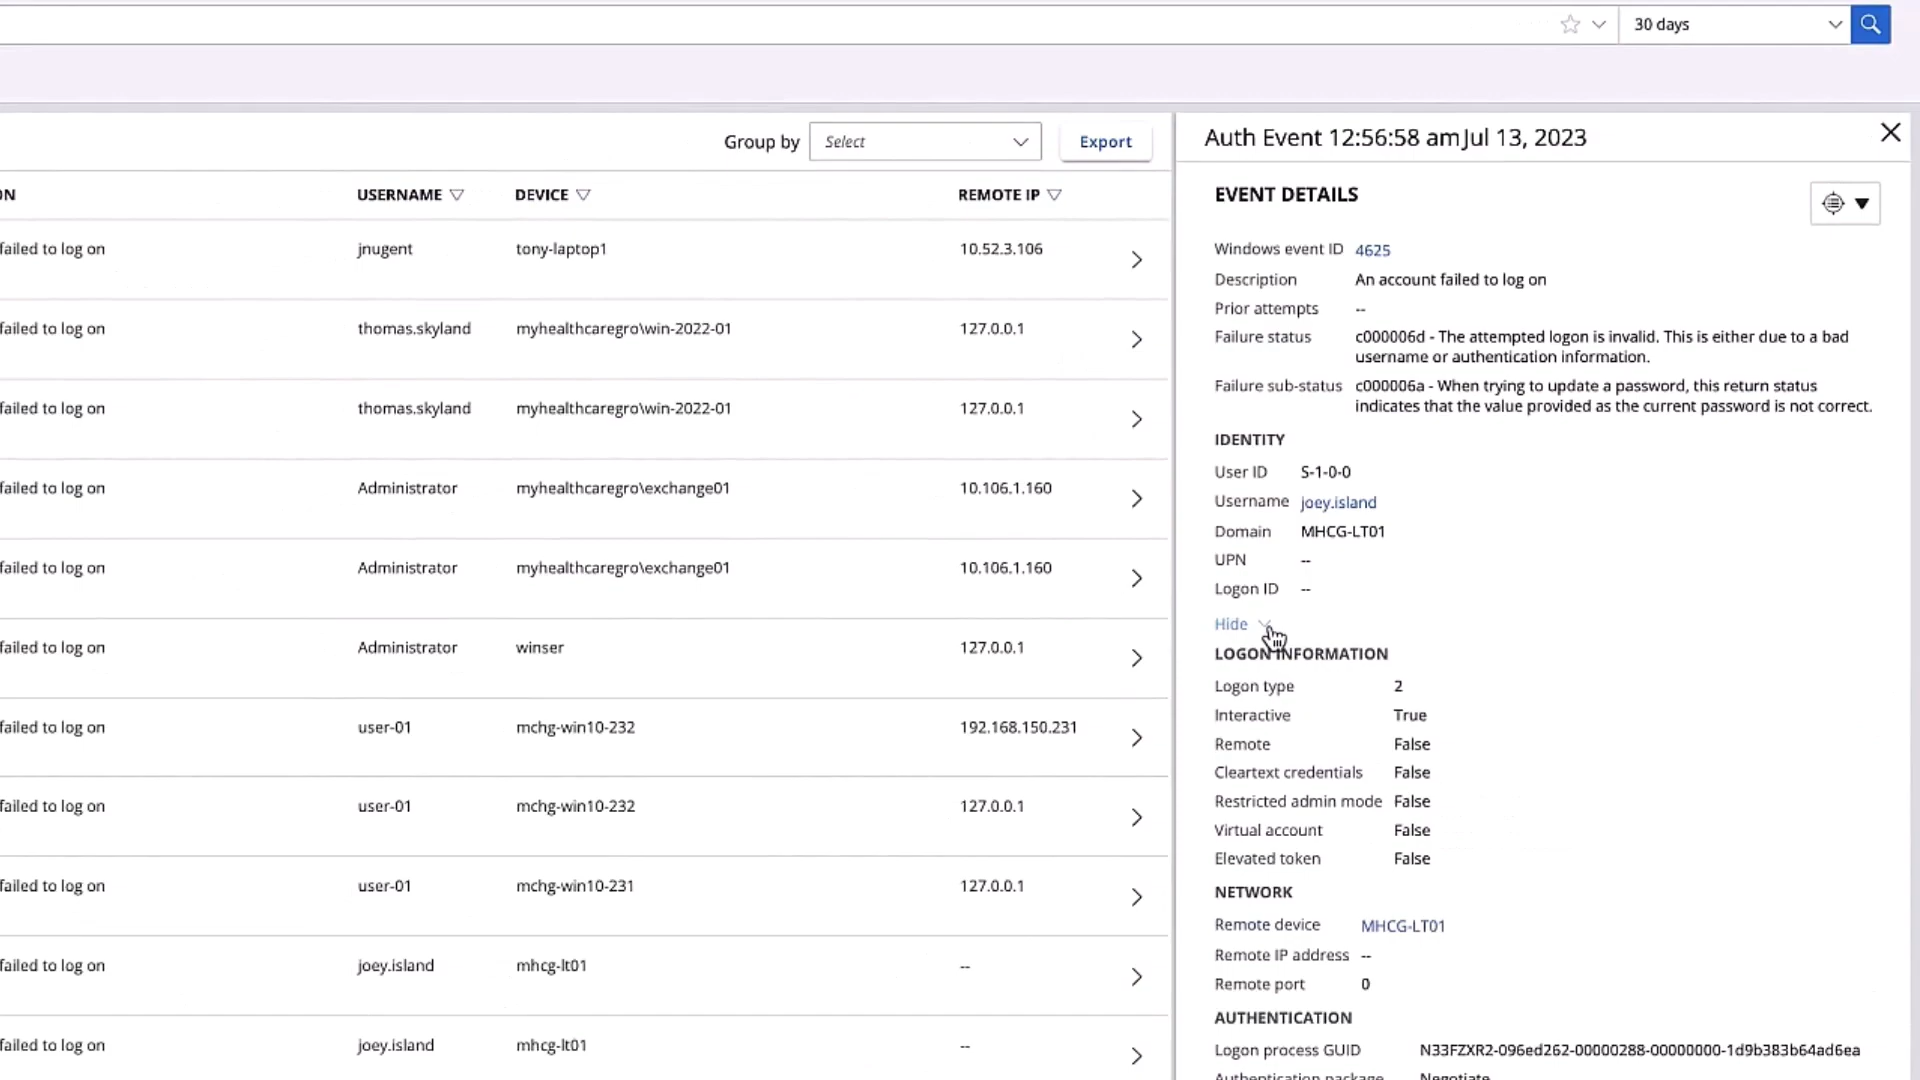 30 days
Group by Select Export
ON USERNAME DEVICE REMOTE IP
failed to log on jnugent tony-laptop1 10.52.3.106
failed to log on thomas.skyland myhealthcaregro\win-2022-01 127.0.0.1
failed to log on thomas.skyland myhealthcaregro\win-2022-01 127.0.0.1
failed to log on Administrator myhealthcaregro\exchange01 10.106.1.160
failed to log on Administrator myhealthcaregro\exchange01 10.106.1.160
failed to log on Administrator winser 127.0.0.1
failed to log on user-01 mchg-win10-232 192.168.150.231
failed to log on user-01 mchg-win10-232 127.0.0.1
failed to log on user-01 mchg-win10-231 127.0.0.1
failed to log on joey.island mhcg-lt01 --
failed to log on joey.island mhcg-lt01 --
Auth Event 12:56:58 am Jul 13, 2023
EVENT DETAILS
Windows event ID 4625
Description An account failed to log on
Prior attempts --
Failure status c000006d - The attempted logon is invalid. This is either due to a bad
username or authentication information.
Failure sub-status c000006a - When trying to update a password, this return status
indicates that the value provided as the current password is not correct.
IDENTITY
User ID S-1-0-0
Username joey.island
Domain MHCG-LT01
UPN --
Logon ID --
Hide
LOGON INFORMATION
Logon type 2
Interactive True
Remote False
Cleartext credentials False
Restricted admin mode False
Virtual account False
Elevated token False
NETWORK
Remote device MHCG-LT01
Remote IP address --
Remote port 0
AUTHENTICATION
Logon process GUID N33FZXR2-096ed262-00000288-00000000-1d9b383b64ad6ea
Authentication package Negotiate